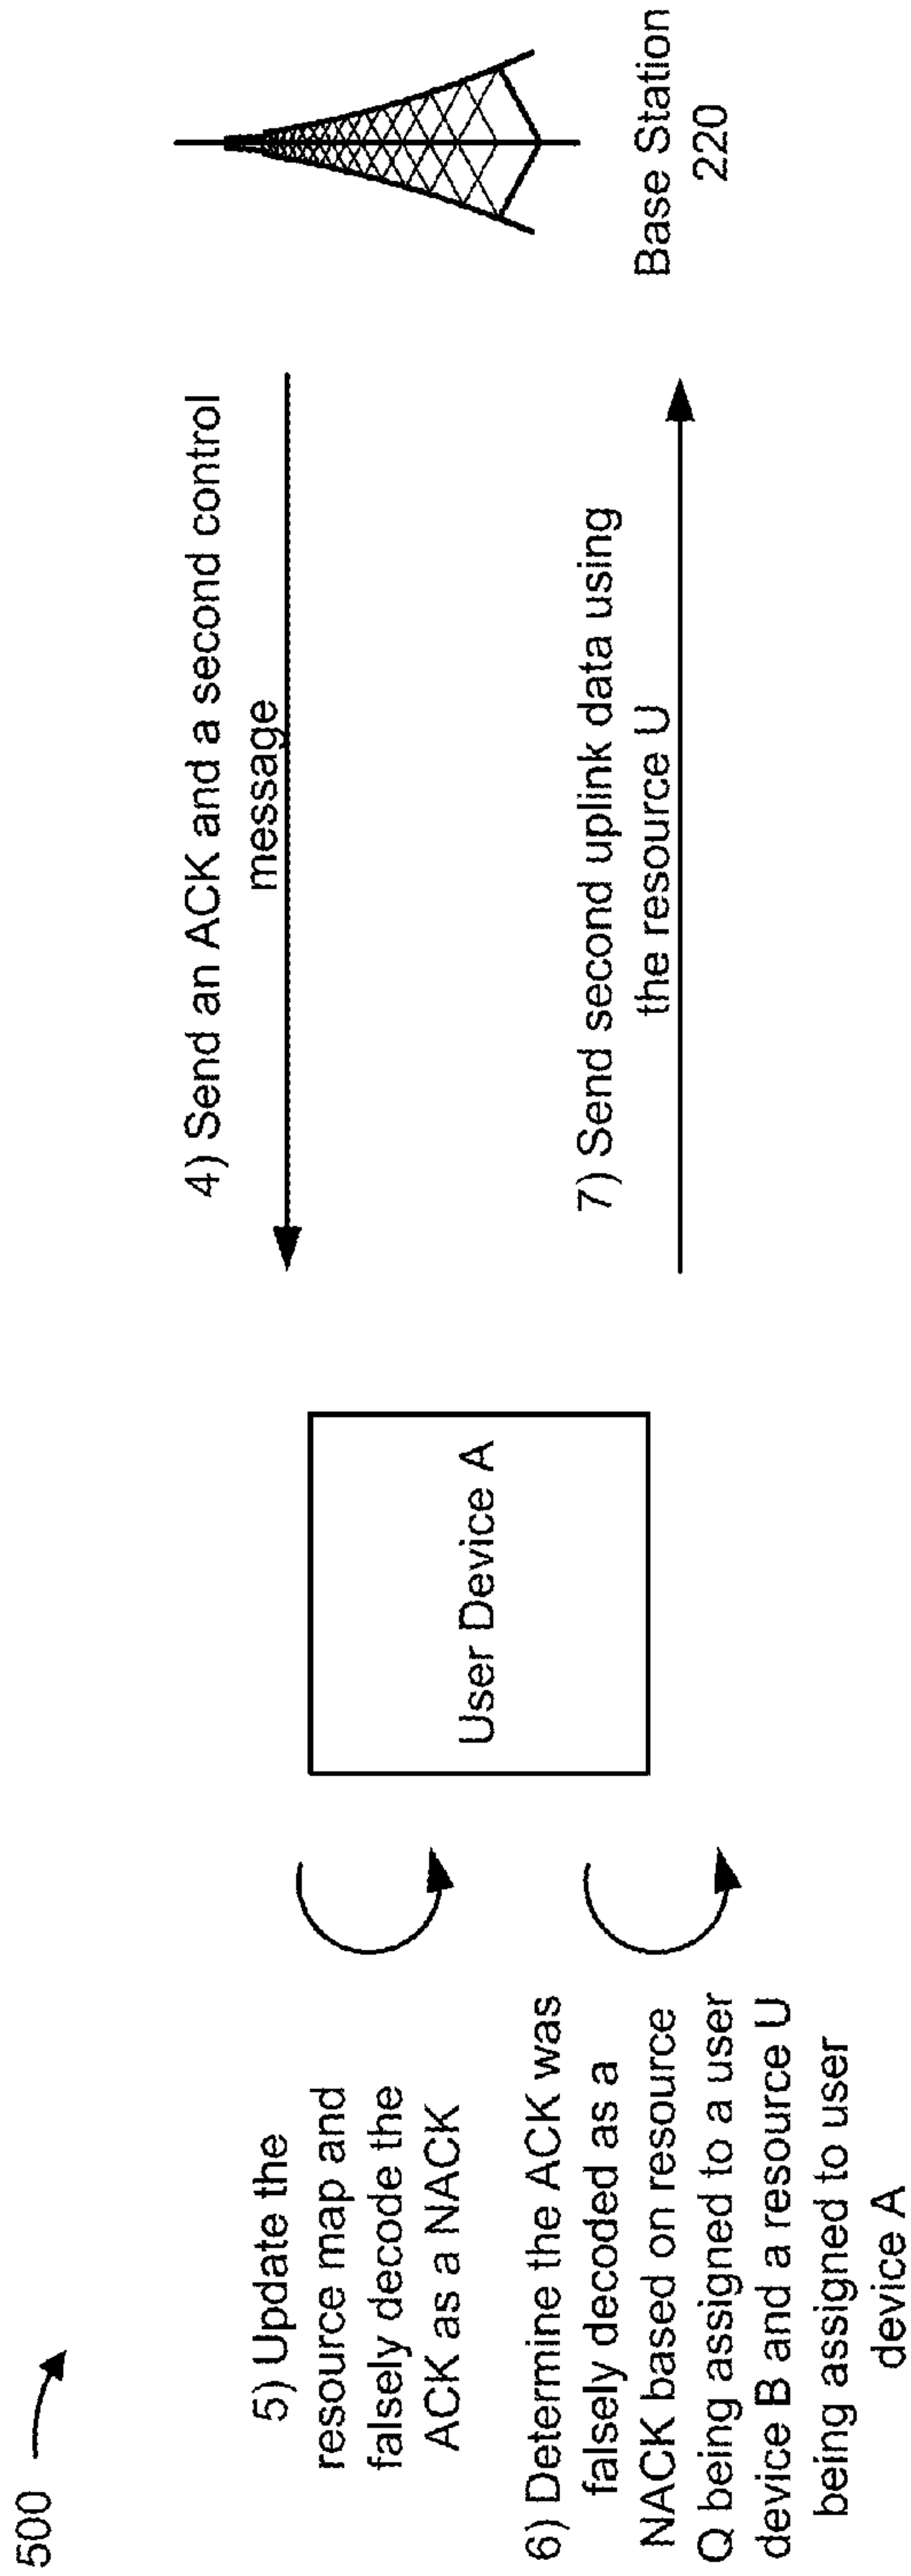 500
4) Send an ACK and a second control
message
5) Update the
resource map and
falsely decode the
ACK as a NACK
User Device A
6) Determine the ACK was
falsely decoded as a
NACK based on resource
Q being assigned to a user
device B and a resource U
being assigned to user
device A
7) Send second uplink data using
the resource U
Base Station
220